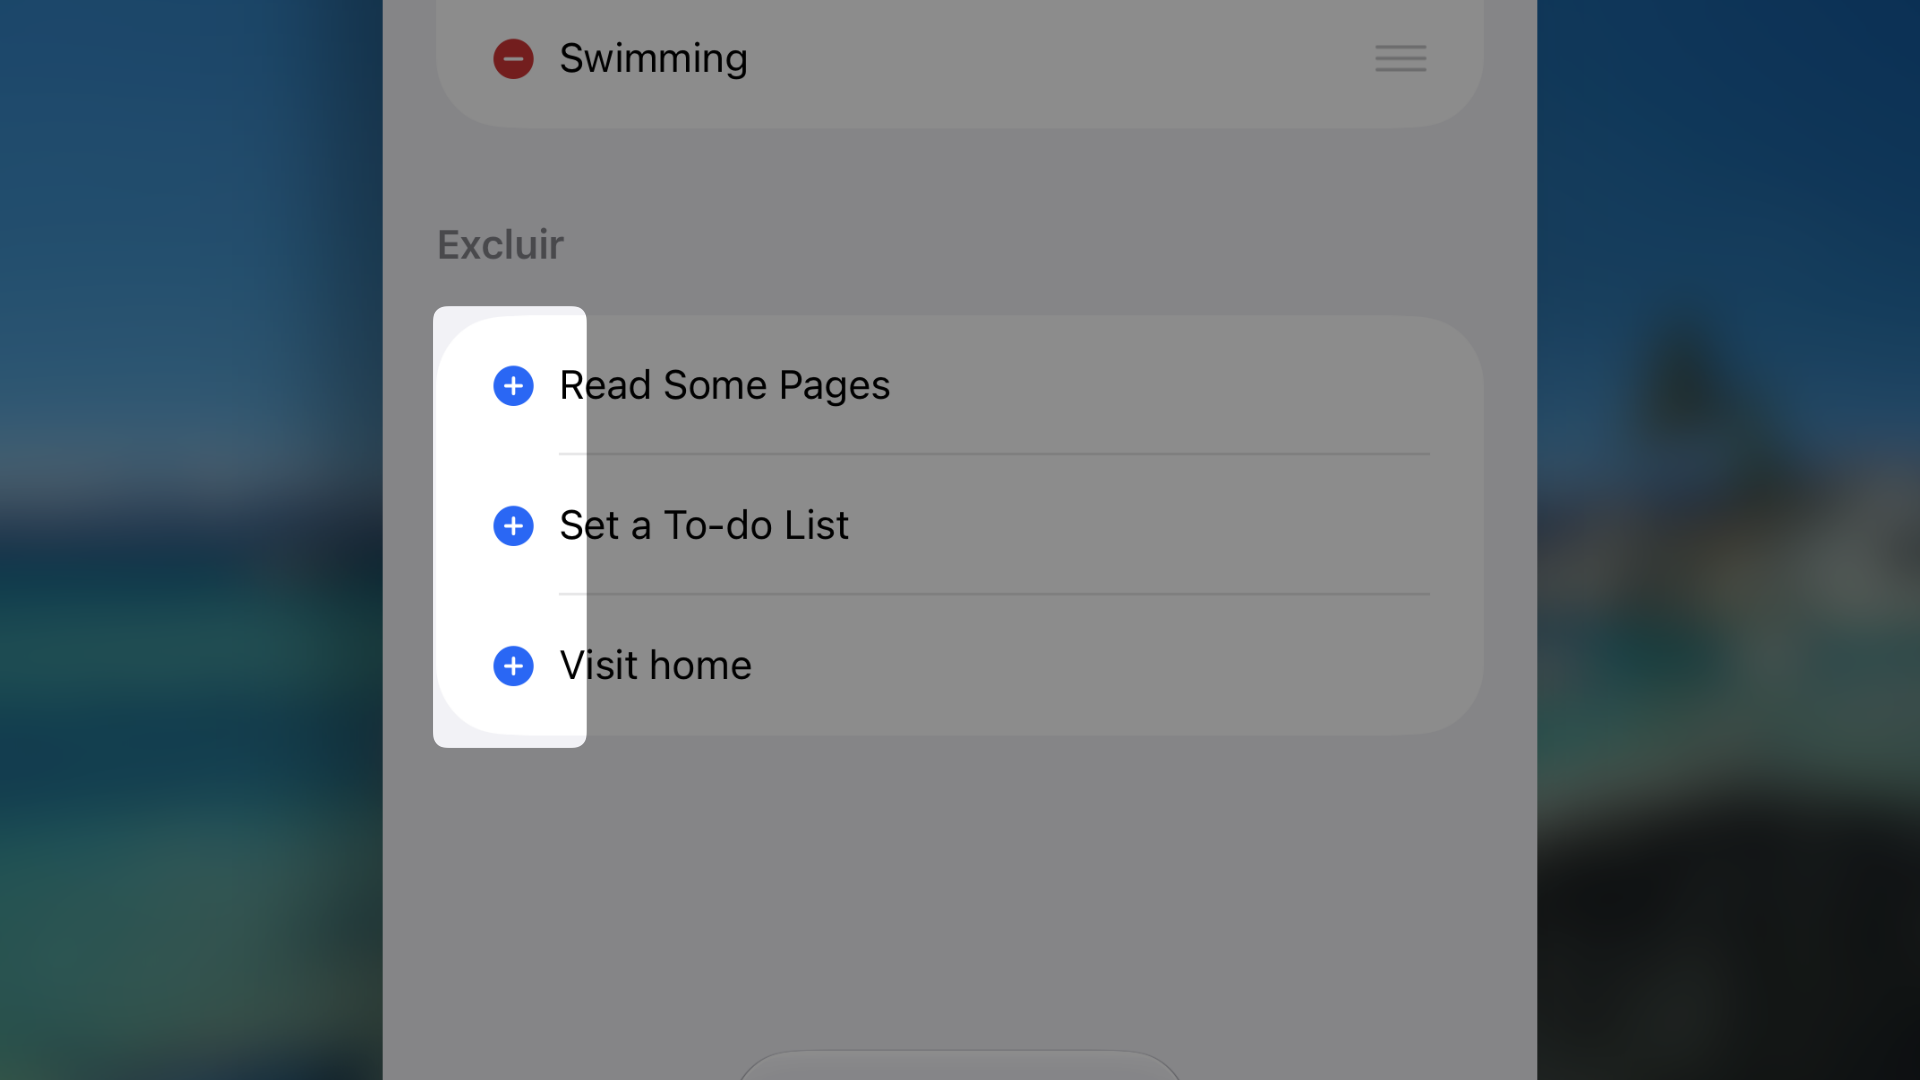 Swimming
Excluir
Read Some Pages
Set a To-do List
Visit home